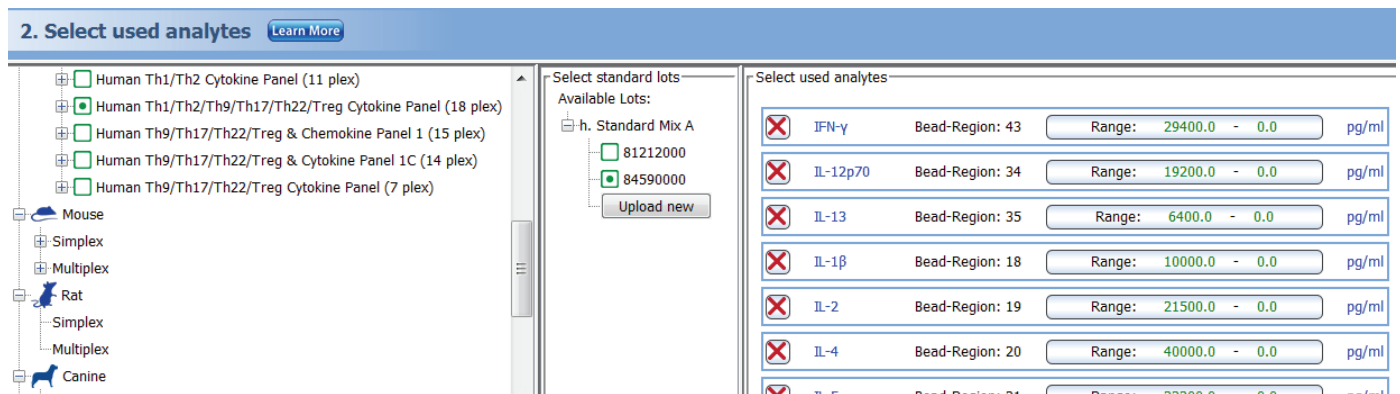 2. Select used analytes Learn More
Human Th1/Th2 Cytokine Panel (11 plex)
Human Th1/Th2/Th9/Th17/Th22/Treg Cytokine Panel (18 plex)
Human Th9/Th17/Th22/Treg & Chemokine Panel 1 (15 plex)
Human Th9/Th17/Th22/Treg & Cytokine Panel 1C (14 plex)
Human Th9/Th17/Th22/Treg Cytokine Panel (7 plex)
Mouse
Simplex
Multiplex
Rat
Simplex
Multiplex
Canine
Select standard lots
Available Lots:
h. Standard Mix A
81212000
84590000
Upload new
Select used analytes
IFN-γ Bead-Region: 43 Range: 29400.0 - 0.0 pg/ml
IL-12p70 Bead-Region: 34 Range: 19200.0 - 0.0 pg/ml
IL-13 Bead-Region: 35 Range: 6400.0 - 0.0 pg/ml
IL-1β Bead-Region: 18 Range: 10000.0 - 0.0 pg/ml
IL-2 Bead-Region: 19 Range: 21500.0 - 0.0 pg/ml
IL-4 Bead-Region: 20 Range: 40000.0 - 0.0 pg/ml